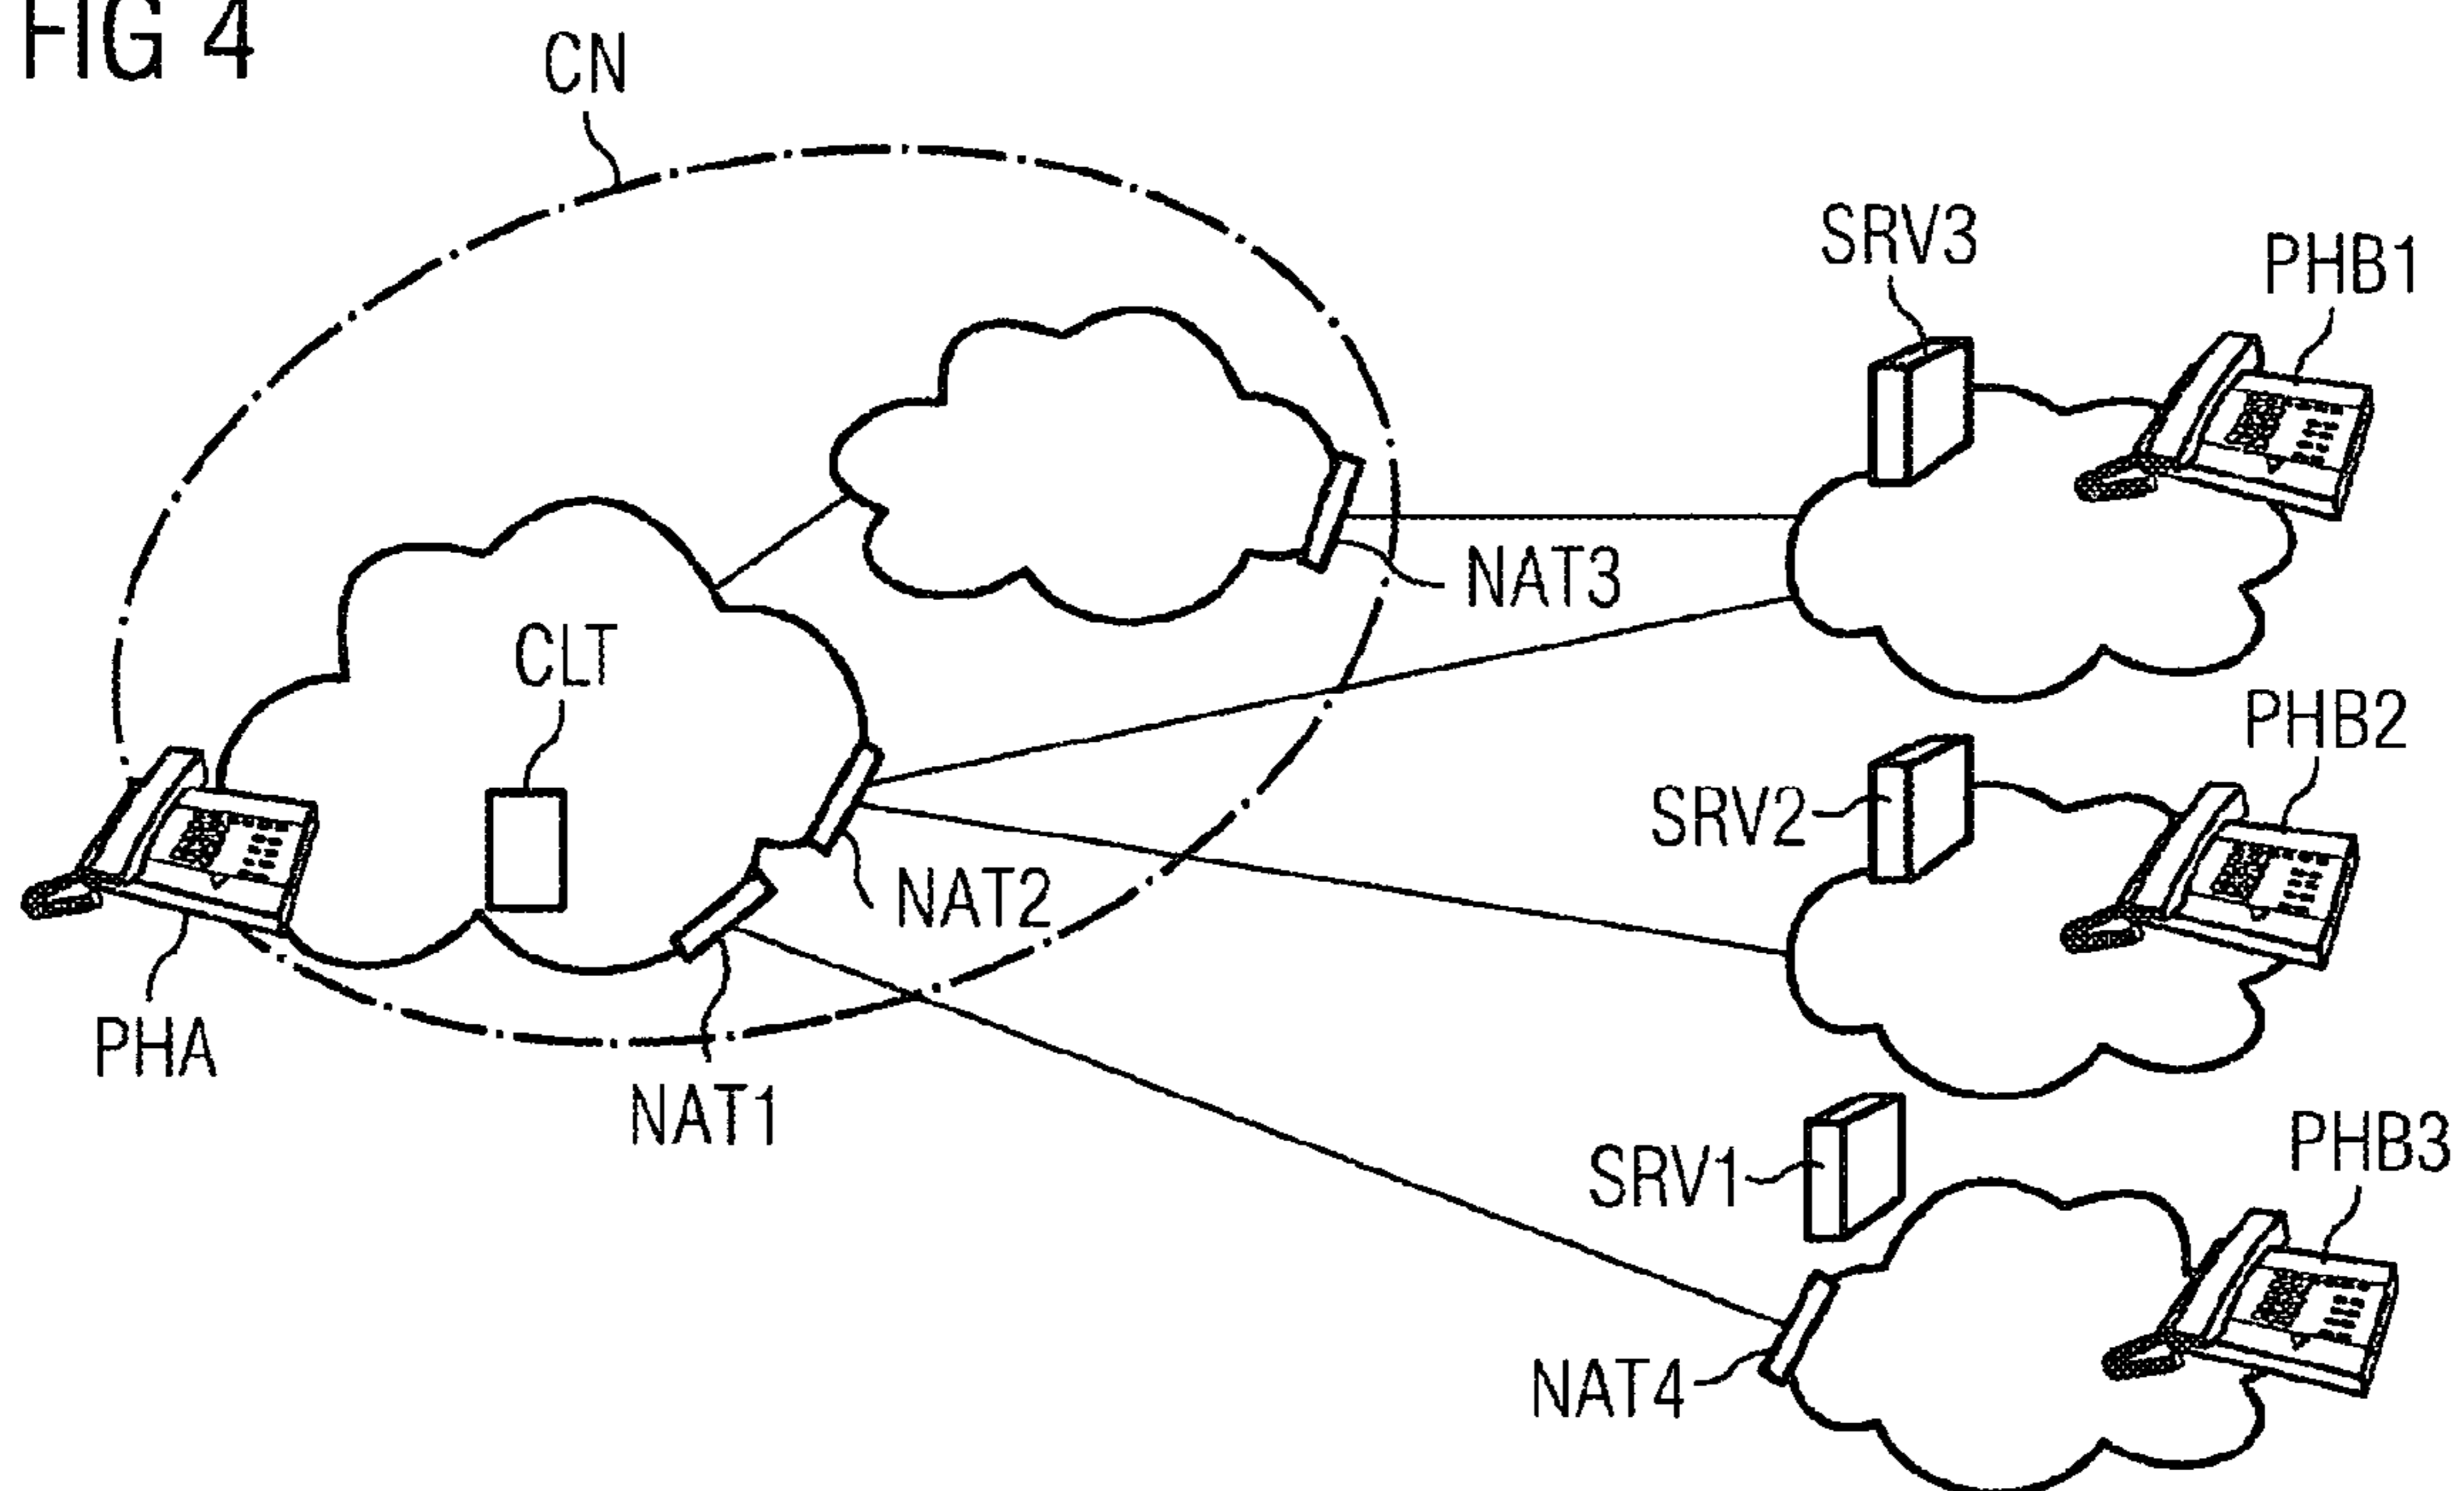 FIG 4
CN
SRV3
PHB1
NAT3
CLT
PHB2
SRV2
NAT2
PHA
NAT1
SRV1
PHB3
NAT4